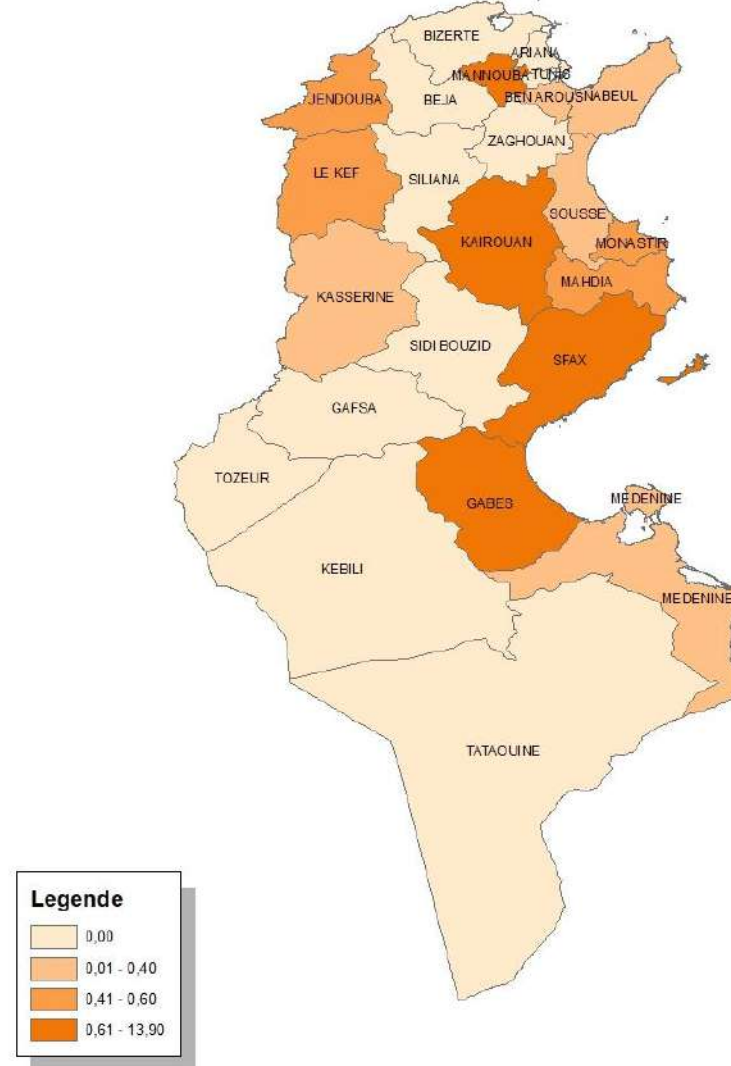 BIZERTE
ARIANA
MANNOUBA TUNIS
JENDOUBA
BEJA
BEN AROUS NABEUL
ZAGHOUAN
LE KEF
SILIANA
SOUSSE
KAIROUAN
MONASTIR
MAHDIA
KASSERINE
SIDI BOUZID
SFAX
GAFSA
TOZEUR
GABES
MEDENINE
KEBILI
MEDENINE
TATAOUINE
Legende
0,00
0,01 - 0,40
0,41 - 0,60
0,61 - 13,90